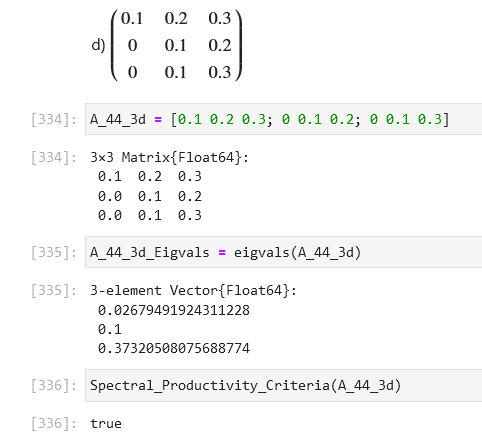 d) (0.1 0.2 0.3
0 0.1 0.2
0 0.1 0.3)
[334]: A_44_3d = [0.1 0.2 0.3; 0 0.1 0.2; 0 0.1 0.3]
[334]: 3×3 Matrix{Float64}:
0.1 0.2 0.3
0.0 0.1 0.2
0.0 0.1 0.3
[335]: A_44_3d_Eigvals = eigvals(A_44_3d)
[335]: 3-element Vector{Float64}:
0.02679491924311228
0.1
0.37320508075688774
[336]: Spectral_Productivity_Criteria(A_44_3d)
[336]: true